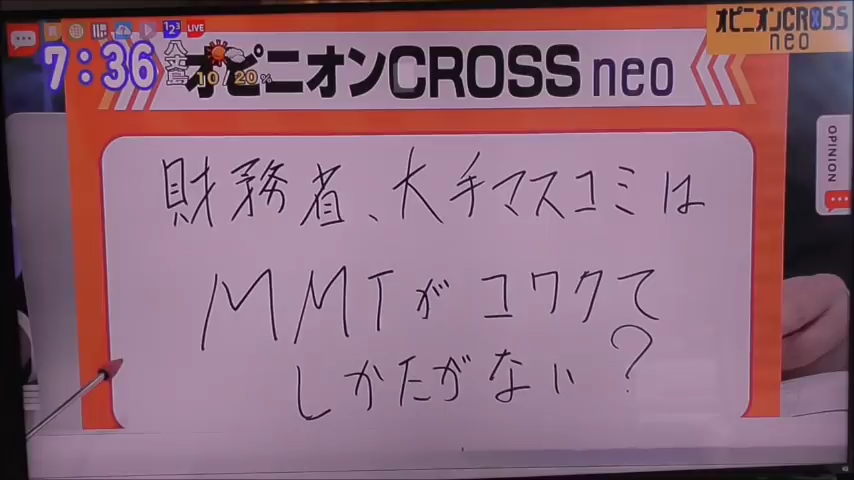 7:36
八丈島
10 20%
LIVE
オピニオンCROSS neo
オピニオンCROSS
neo
OPINION
財務省、大手マスコミは
MMTがコワクて
しかたがない?